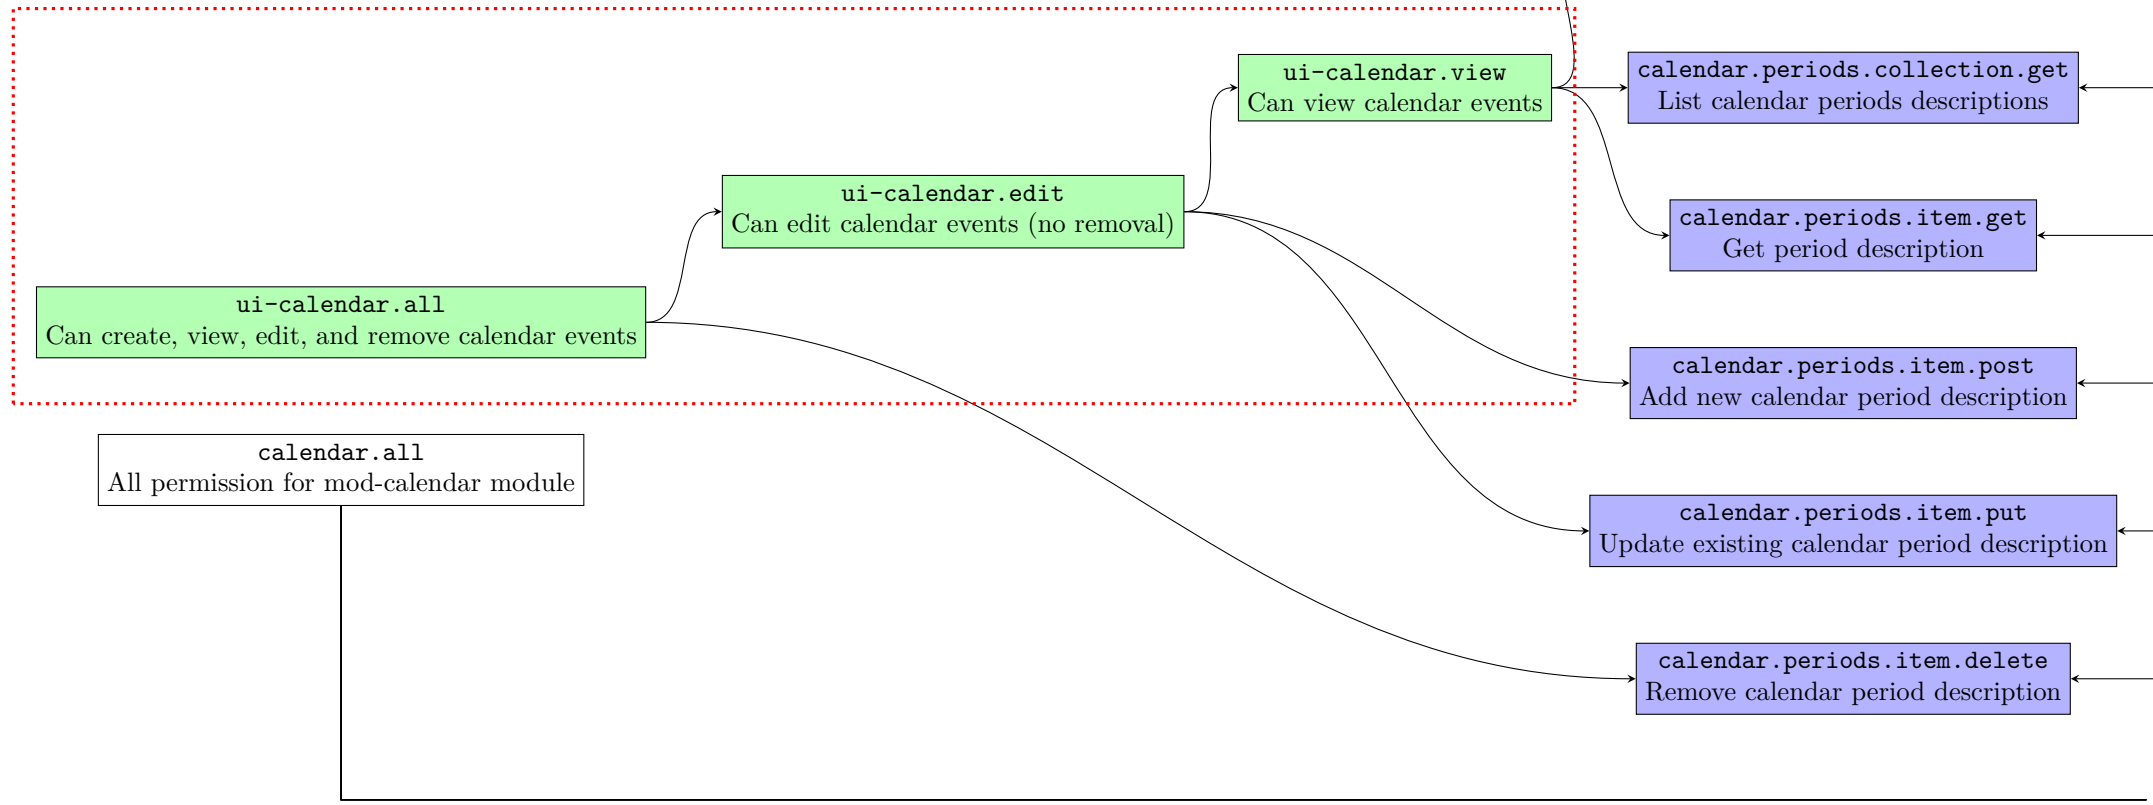 ui-calendar.view
Can view calendar events
calendar.periods.collection.get
List calendar periods descriptions
ui-calendar.edit
Can edit calendar events (no removal)
calendar.periods.item.get
Get period description
ui-calendar.all
Can create, view, edit, and remove calendar events
calendar.periods.item.post
Add new calendar period description
calendar.all
All permission for mod-calendar module
calendar.periods.item.put
Update existing calendar period description
calendar.periods.item.delete
Remove calendar period description